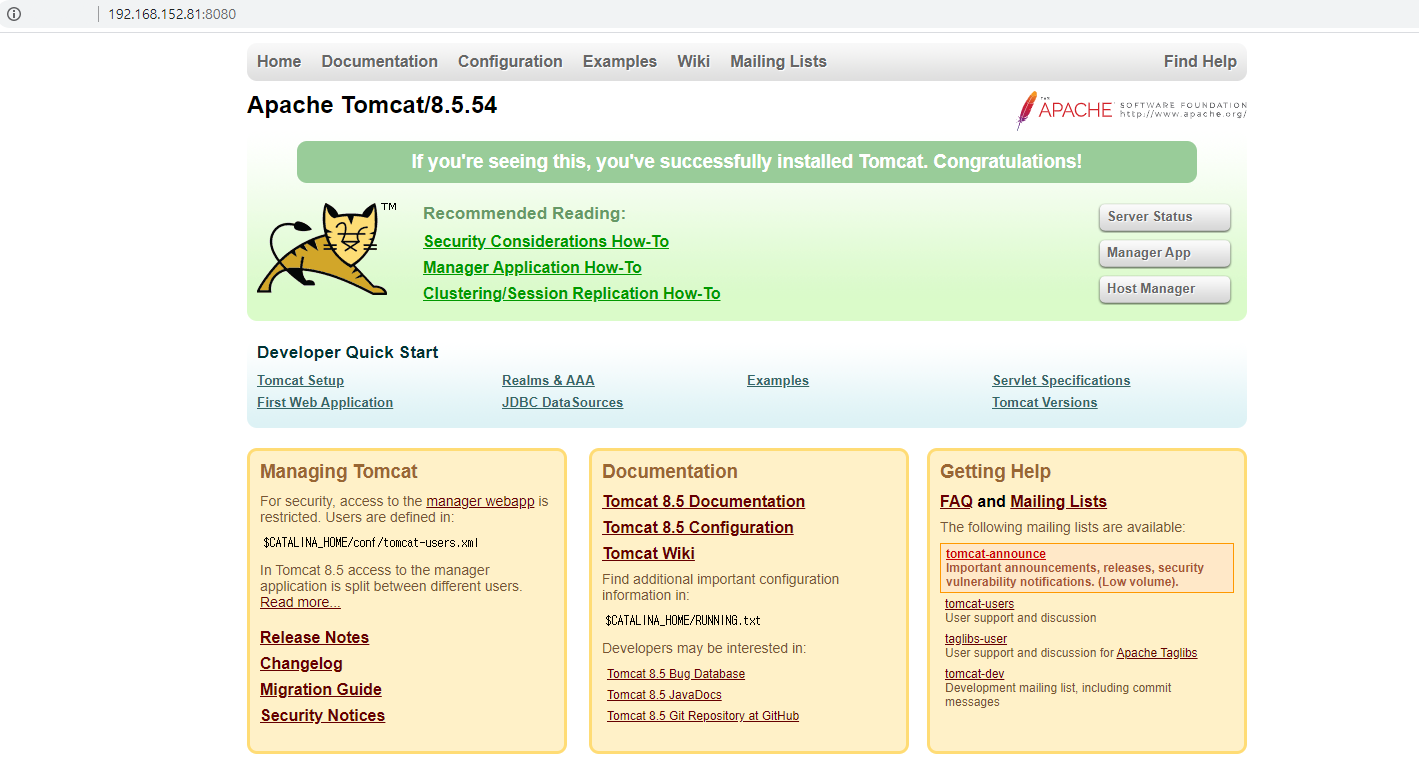 192.168.152.81:8080
Home Documentation Configuration Examples Wiki Mailing Lists Find Help
Apache Tomcat/8.5.54
THE APACHE SOFTWARE FOUNDATION
http://www.apache.org/
If you're seeing this, you've successfully installed Tomcat. Congratulations!
TM
Recommended Reading:
Security Considerations How-To
Manager Application How-To
Clustering/Session Replication How-To
Server Status
Manager App
Host Manager
Developer Quick Start
Tomcat Setup
First Web Application
Realms & AAA
JDBC DataSources
Examples
Servlet Specifications
Tomcat Versions
Managing Tomcat
For security, access to the manager webapp is
restricted. Users are defined in:
$CATALINA_HOME/conf/tomcat-users.xml
In Tomcat 8.5 access to the manager
application is split between different users.
Read more...
Release Notes
Changelog
Migration Guide
Security Notices
Documentation
Tomcat 8.5 Documentation
Tomcat 8.5 Configuration
Tomcat Wiki
Find additional important configuration
information in:
$CATALINA_HOME/RUNNING.txt
Developers may be interested in:
Tomcat 8.5 Bug Database
Tomcat 8.5 JavaDocs
Tomcat 8.5 Git Repository at GitHub
Getting Help
FAQ and Mailing Lists
The following mailing lists are available:
tomcat-announce
Important announcements, releases, security
vulnerability notifications. (Low volume).
tomcat-users
User support and discussion
taglibs-user
User support and discussion for Apache Taglibs
tomcat-dev
Development mailing list, including commit
messages